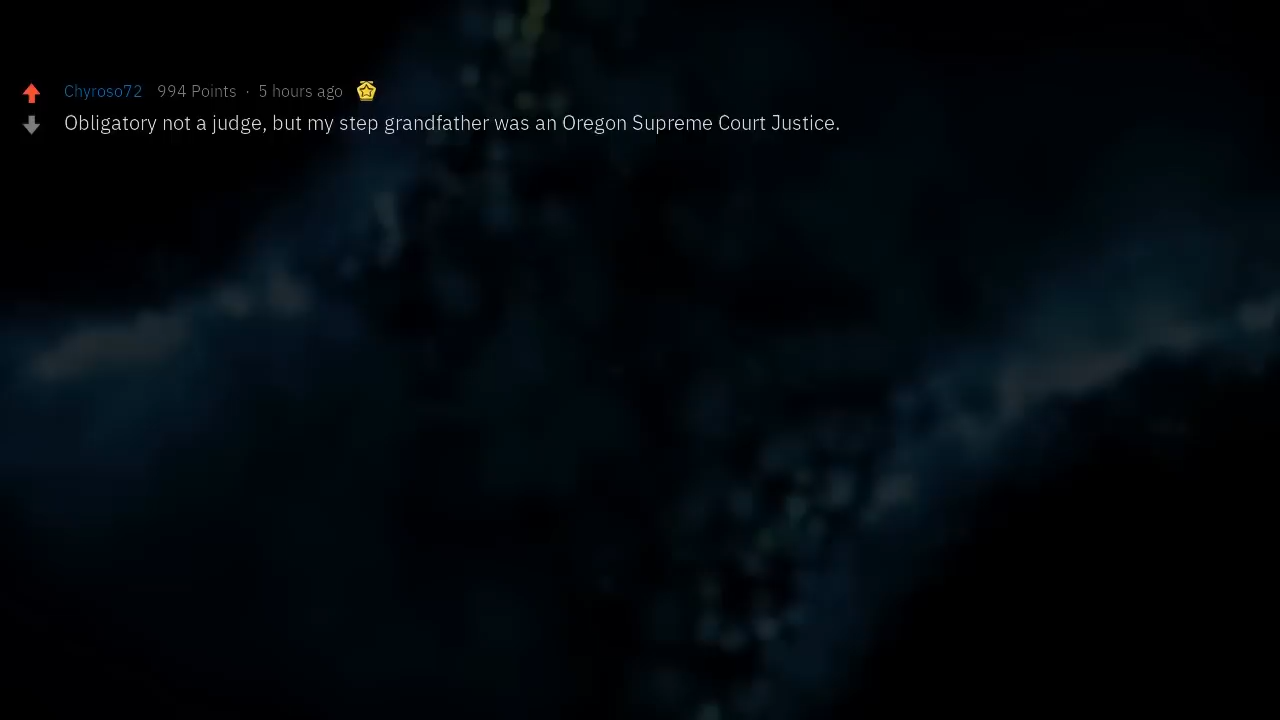 Chyroso72 994 Points · 5 hours ago
Obligatory not a judge, but my step grandfather was an Oregon Supreme Court Justice.